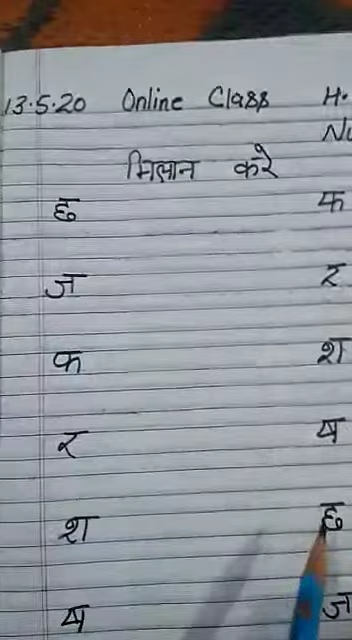 13.5.20 Online Class H.
मिलान करे
छ फ
ज र
फ श
र ष
श छ
ष ज